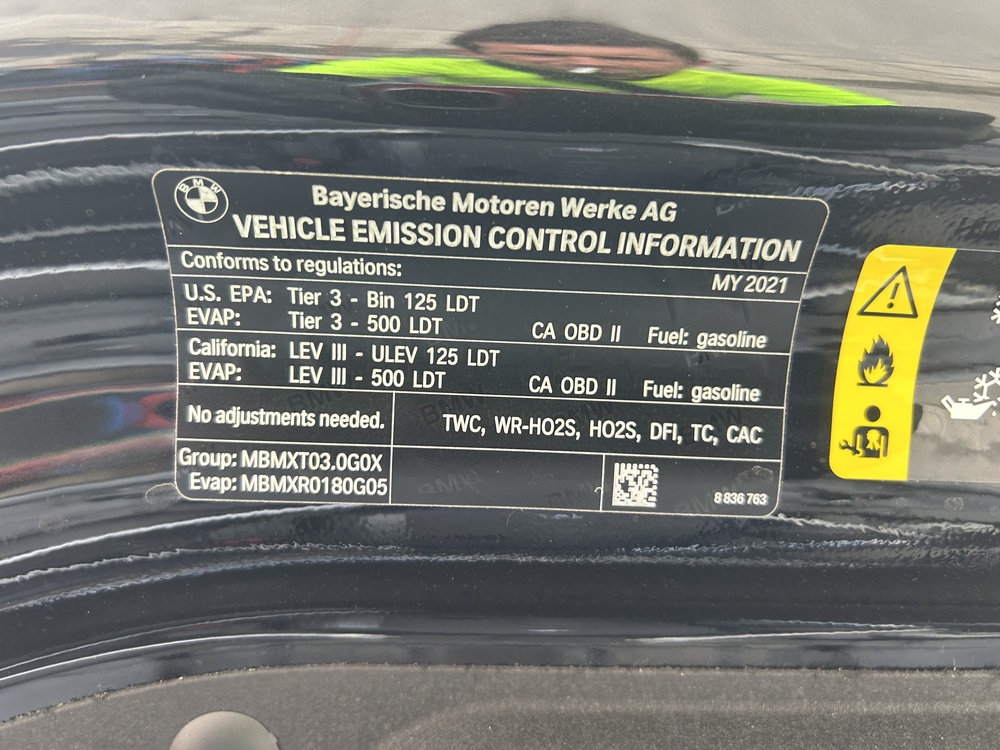 BMW
Bayerische Motoren Werke AG
VEHICLE EMISSION CONTROL INFORMATION
Conforms to regulations: MY 2021
U.S. EPA: Tier 3 - Bin 125 LDT
EVAP: Tier 3 - 500 LDT CA OBD II Fuel: gasoline
California: LEV III - ULEV 125 LDT
EVAP: LEV III - 500 LDT CA OBD II Fuel: gasoline
No adjustments needed. TWC, WR-HO2S, HO2S, DFI, TC, CAC
Group: MBMXT03.0G0X
Evap: MBMXR0180G05
8 836 763